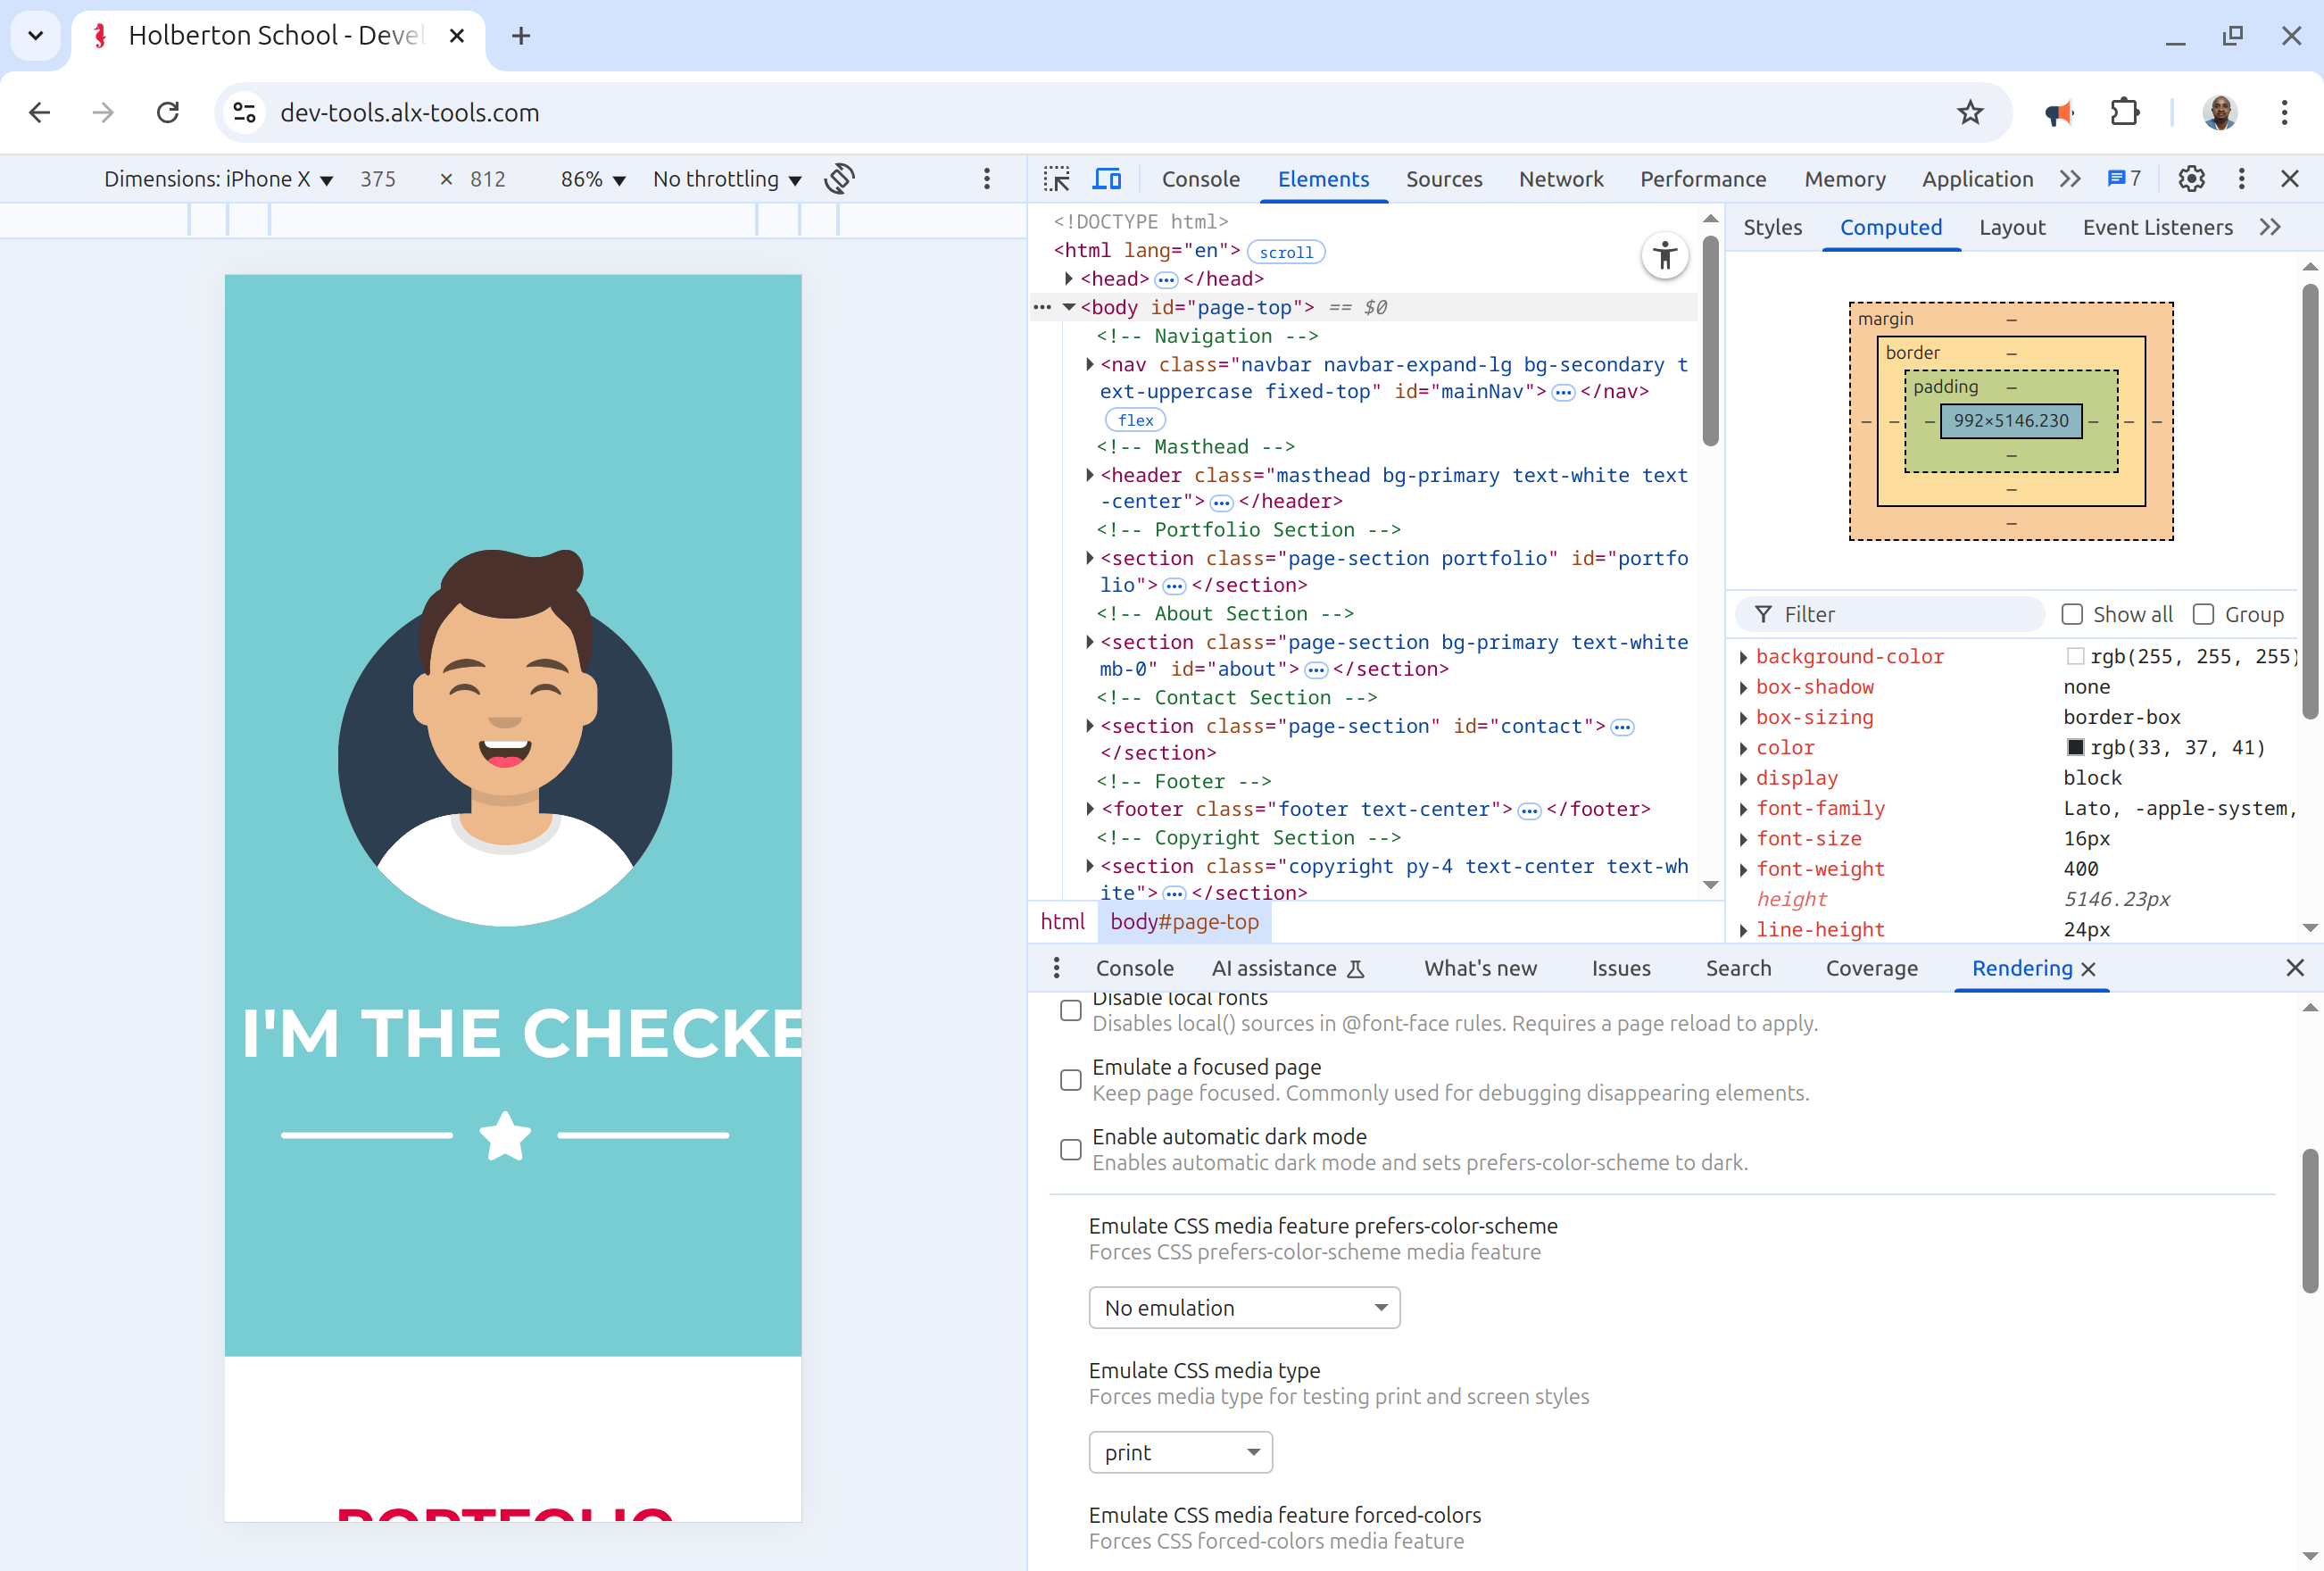 Holberton School - Devel
dev-tools.alx-tools.com
Dimensions: iPhone X ▼ 375 × 812 86% ▼ No throttling ▼
Console Elements Sources Network Performance Memory Application 7
<!DOCTYPE html>
<html lang="en"> scroll
<head> ••• </head>
••• <body id="page-top"> == $0
<!-- Navigation -->
<nav class="navbar navbar-expand-lg bg-secondary t
ext-uppercase fixed-top" id="mainNav"> ••• </nav>
flex
<!-- Masthead -->
<header class="masthead bg-primary text-white text
-center"> ••• </header>
<!-- Portfolio Section -->
<section class="page-section portfolio" id="portfo
lio"> ••• </section>
<!-- About Section -->
<section class="page-section bg-primary text-white
mb-0" id="about"> ••• </section>
<!-- Contact Section -->
<section class="page-section" id="contact"> •••
</section>
<!-- Footer -->
<footer class="footer text-center"> ••• </footer>
<!-- Copyright Section -->
<section class="copyright py-4 text-center text-wh
ite"> ••• </section>
html body#page-top
Styles Computed Layout Event Listeners
margin –
border –
padding –
– – – 992×5146.230 – – –
–
–
–
Filter Show all Group
background-color rgb(255, 255, 255)
box-shadow none
box-sizing border-box
color rgb(33, 37, 41)
display block
font-family Lato, -apple-system,
font-size 16px
font-weight 400
height 5146.23px
line-height 24px
Console AI assistance What's new Issues Search Coverage Rendering
Disable local fonts
Disables local() sources in @font-face rules. Requires a page reload to apply.
Emulate a focused page
Keep page focused. Commonly used for debugging disappearing elements.
Enable automatic dark mode
Enables automatic dark mode and sets prefers-color-scheme to dark.
Emulate CSS media feature prefers-color-scheme
Forces CSS prefers-color-scheme media feature
No emulation
Emulate CSS media type
Forces media type for testing print and screen styles
print
Emulate CSS media feature forced-colors
Forces CSS forced-colors media feature
I'M THE CHECKE
PORTFOLIO